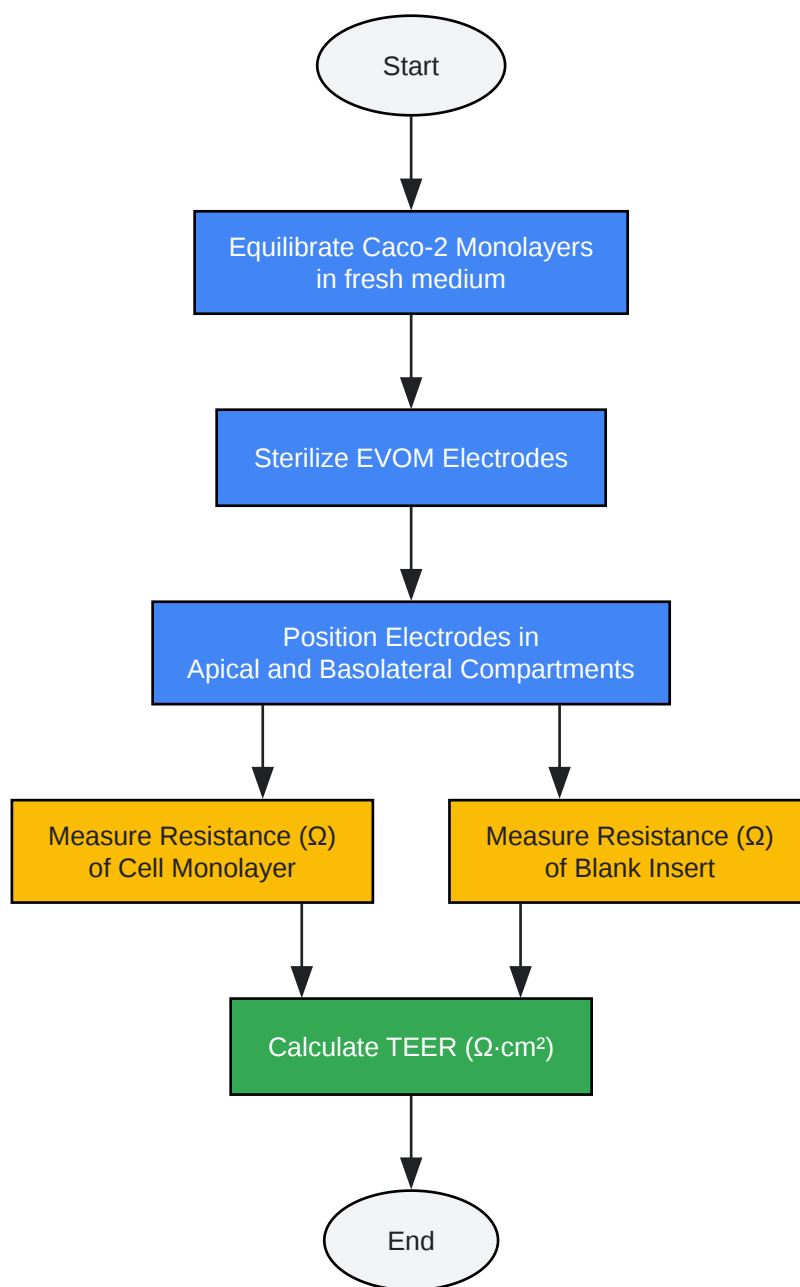 Start
Equilibrate Caco-2 Monolayers
in fresh medium
Sterilize EVOM Electrodes
Position Electrodes in
Apical and Basolateral Compartments
Measure Resistance (Ω)
of Cell Monolayer
Measure Resistance (Ω)
of Blank Insert
Calculate TEER (Ω·cm²)
End